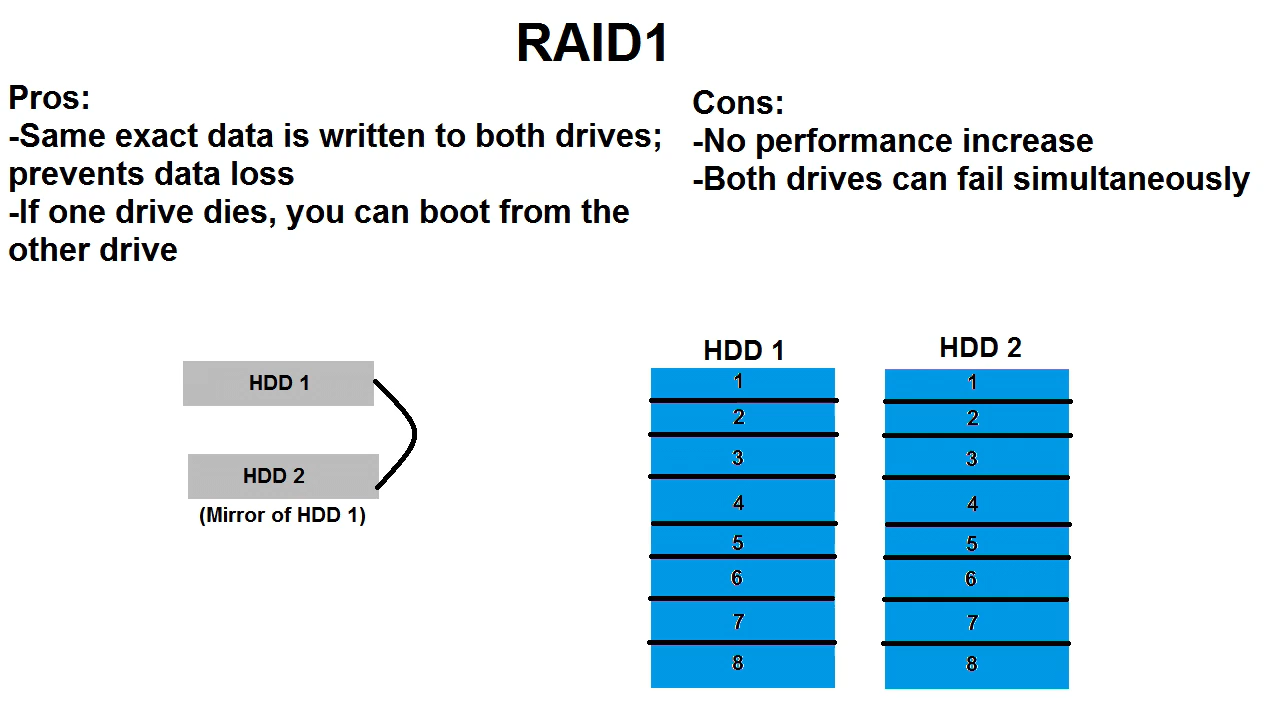 RAID1
Pros:
-Same exact data is written to both drives;
prevents data loss
-If one drive dies, you can boot from the
other drive
Cons:
-No performance increase
-Both drives can fail simultaneously
HDD 1
HDD 2
(Mirror of HDD 1)
HDD 1
1
2
3
4
5
6
7
8
HDD 2
1
2
3
4
5
6
7
8